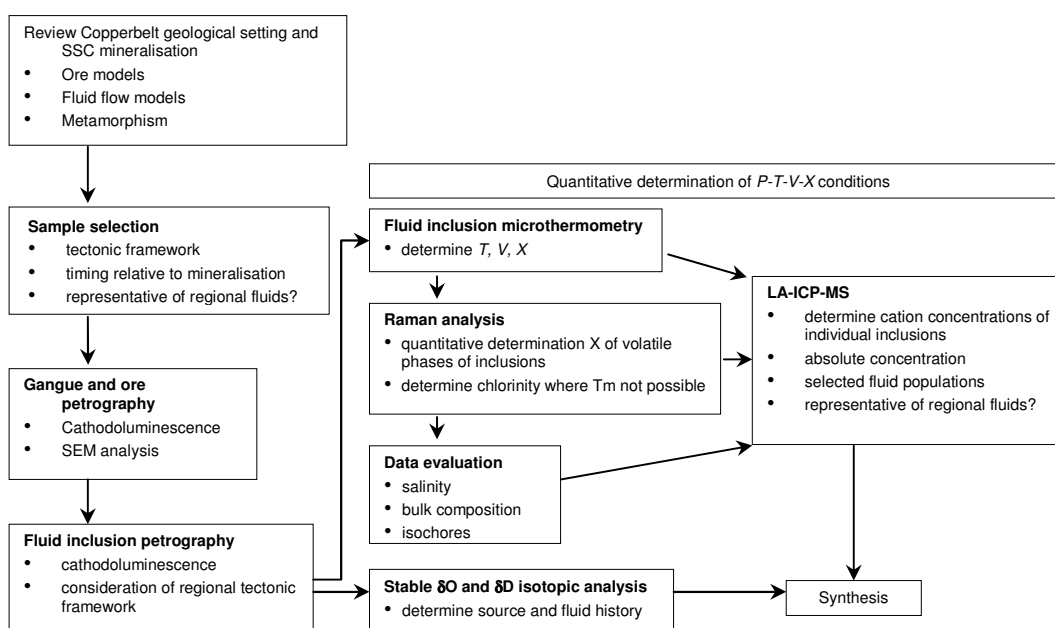 Review Copperbelt geological setting and
SSC mineralisation
• Ore models
• Fluid flow models
• Metamorphism
Sample selection
• tectonic framework
• timing relative to mineralisation
• representative of regional fluids?
Gangue and ore
petrography
• Cathodoluminescence
• SEM analysis
Fluid inclusion petrography
• cathodoluminescence
• consideration of regional tectonic
framework
Quantitative determination of P-T-V-X conditions
Fluid inclusion microthermometry
• determine T, V, X
Raman analysis
• quantitative determination X of volatile
phases of inclusions
• determine chlorinity where Tm not possible
Data evaluation
• salinity
• bulk composition
• isochores
Stable δO and δD isotopic analysis
• determine source and fluid history
LA-ICP-MS
• determine cation concentrations of
individual inclusions
• absolute concentration
• selected fluid populations
• representative of regional fluids?
Synthesis